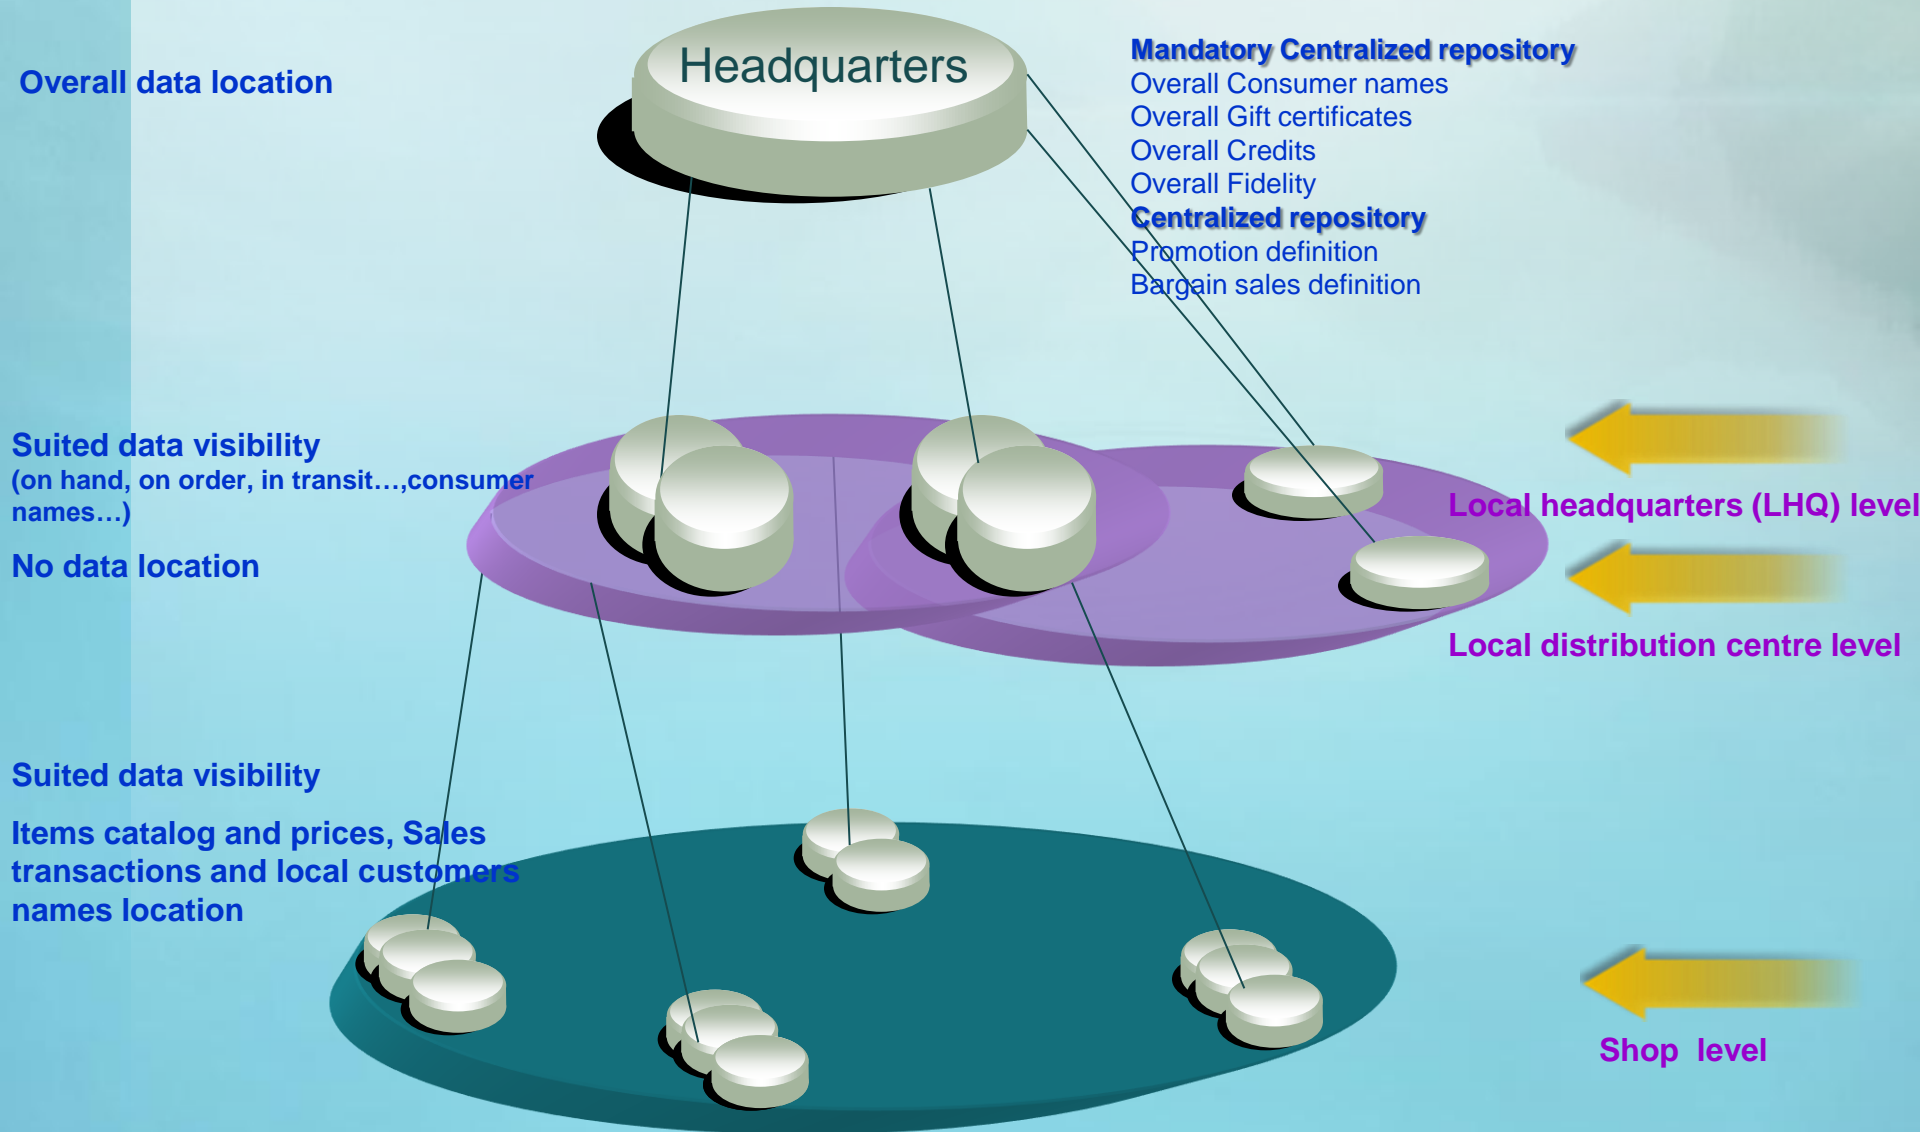 Headquarters
Overall data location
Mandatory Centralized repository
Overall Consumer names
Overall Gift certificates
Overall Credits
Overall Fidelity
Centralized repository
Promotion definition
Bargain sales definition
Suited data visibility
(on hand, on order, in transit…,consumer
names…)
No data location
Local headquarters (LHQ) level
Local distribution centre level
Suited data visibility
Items catalog and prices, Sales
transactions and local customers
names location
Shop level